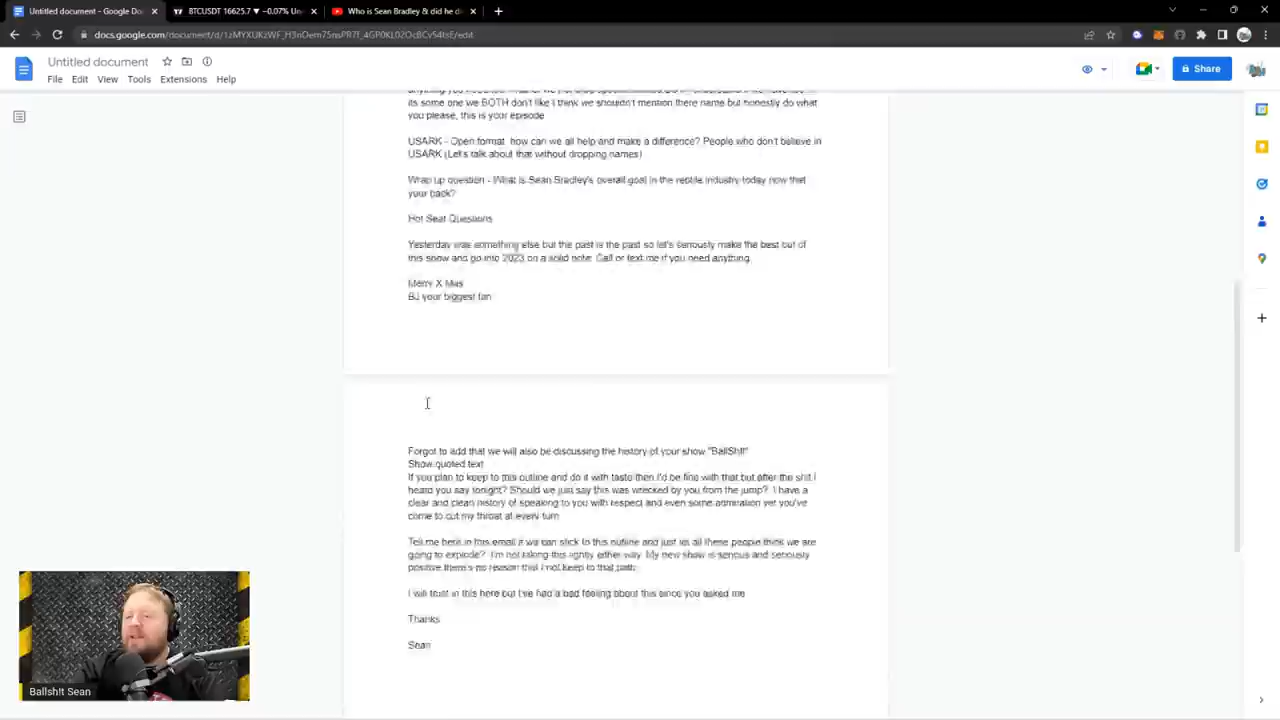 Untitled document - Google Do
BTCUSDT 16625.7 ▼ −0.07% Un
Who is Sean Bradley & did he d
docs.google.com/document/d/
/edit
Untitled document
File Edit View Tools Extensions Help
Share
its some one we BOTH don't like I think we shouldn't mention there name but honestly do what
you please, this is your episode
USARK - Open format how can we all help and make a difference? People who don't believe in
USARK (Let's talk about that without dropping names)
Wrap up question - What is Sean Bradley's overall goal in the reptile industry today now that
your back?
Hot Seat Questions
Yesterday was something else but the past is the past so let's seriously make the best out of
this show and go into 2023 on a solid note. Call or text me if you need anything.
Merry X Mas
BJ your biggest fan
Forgot to add that we will also be discussing the history of your show "BallSh!t"
Show quoted text
If you plan to keep to this outline and do it with taste then I'd be fine with that but after the shit I
heard you say tonight? Should we just say this was wrecked by you from the jump? I have a
clear and clean history of speaking to you with respect and even some admiration yet you've
come to cut my throat at every turn
Tell me here in this email if we can stick to this outline and just let all these people think we are
going to explode? I'm not taking this lightly either way. My new show is serious and seriously
positive there's no reason that I not keep to that path
I will trust in this here but I've had a bad feeling about this since you asked me
Thanks
Sean
Ballsh!t Sean